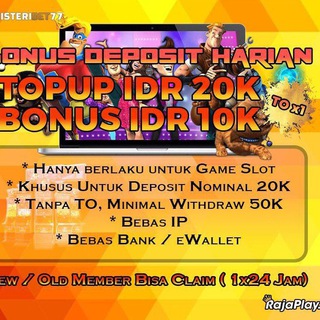 ISTERIBET77
BONUS DEPOSIT HARIAN
TOPUP IDR 20K
BONUS IDR 10K
TO x1
* Hanya berlaku untuk Game Slot
* Khusus Untuk Deposit Nominal 20K
* Tanpa TO, Minimal Withdraw 50K
* Bebas IP
* Bebas Bank / eWallet
ew / Old Member Bisa Claim ( 1x24 Jam)
RajaPlay